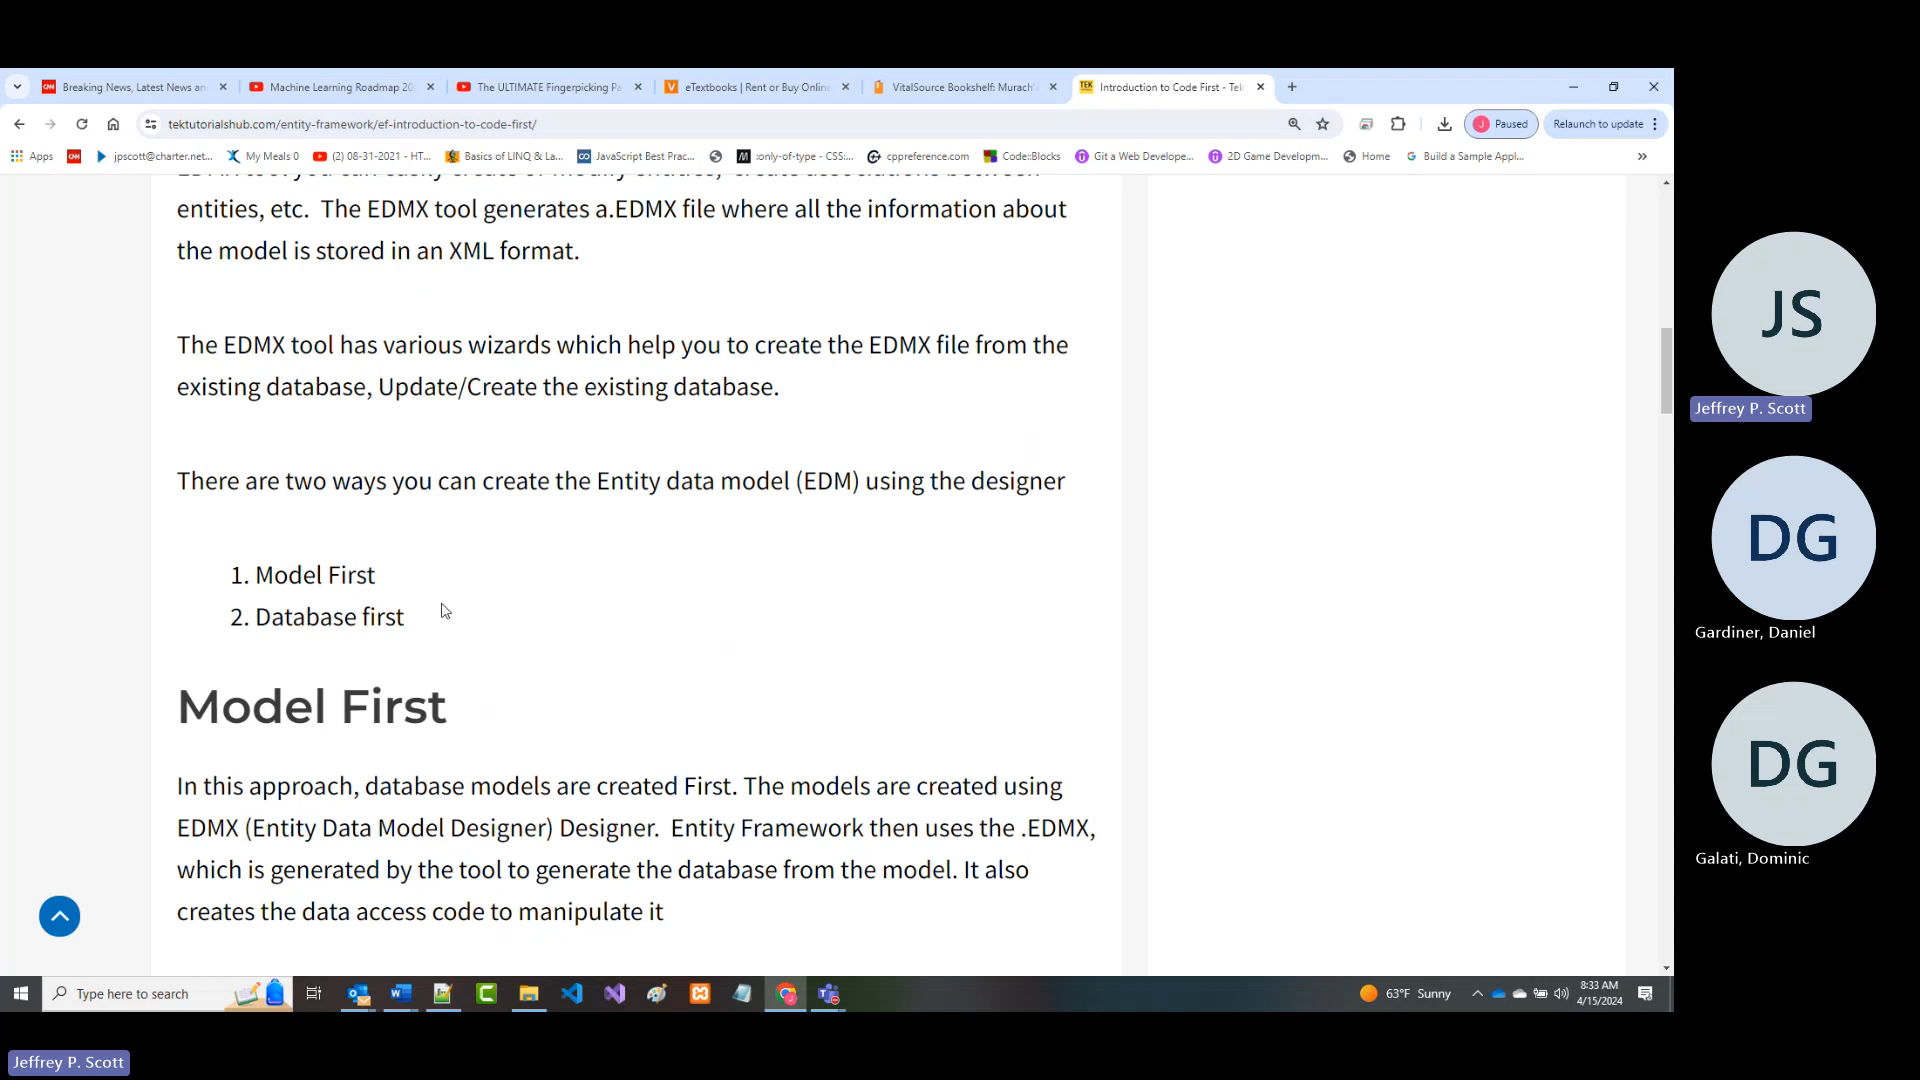 Breaking News, Latest News an
Machine Learning Roadmap 20
The ULTIMATE Fingerpicking Pa
eTextbooks | Rent or Buy Online
VitalSource Bookshelf: Murach's
Introduction to Code First - Tek
tektutorialshub.com/entity-framework/ef-introduction-to-code-first/
Paused
Relaunch to update
Apps
jpscott@charter.net...
My Meals 0
(2) 08-31-2021 - HT...
Basics of LINQ & La...
JavaScript Best Prac...
:only-of-type - CSS:...
cppreference.com
Code::Blocks
Git a Web Develope...
2D Game Developm...
Home
Build a Sample Appl...
entities, etc. The EDMX tool generates a.EDMX file where all the information about
the model is stored in an XML format.
The EDMX tool has various wizards which help you to create the EDMX file from the
existing database, Update/Create the existing database.
There are two ways you can create the Entity data model (EDM) using the designer
1. Model First
2. Database first
Model First
In this approach, database models are created First. The models are created using
EDMX (Entity Data Model Designer) Designer. Entity Framework then uses the .EDMX,
which is generated by the tool to generate the database from the model. It also
creates the data access code to manipulate it
JS
Jeffrey P. Scott
DG
Gardiner, Daniel
DG
Galati, Dominic
Type here to search
63°F Sunny
8:33 AM
4/15/2024
Jeffrey P. Scott